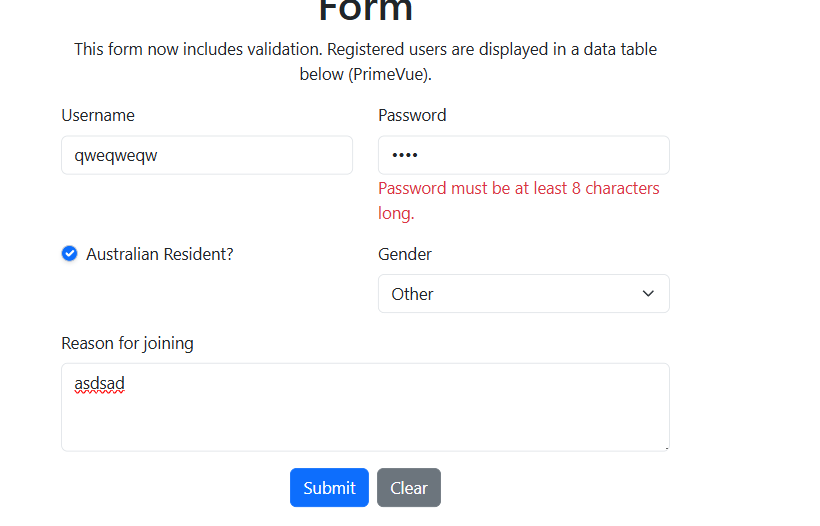 Form
This form now includes validation. Registered users are displayed in a data table
below (PrimeVue).
Username
Password
qweqweqw
••••
Password must be at least 8 characters
long.
Australian Resident?
Gender
Other
Reason for joining
asdsad
Submit
Clear